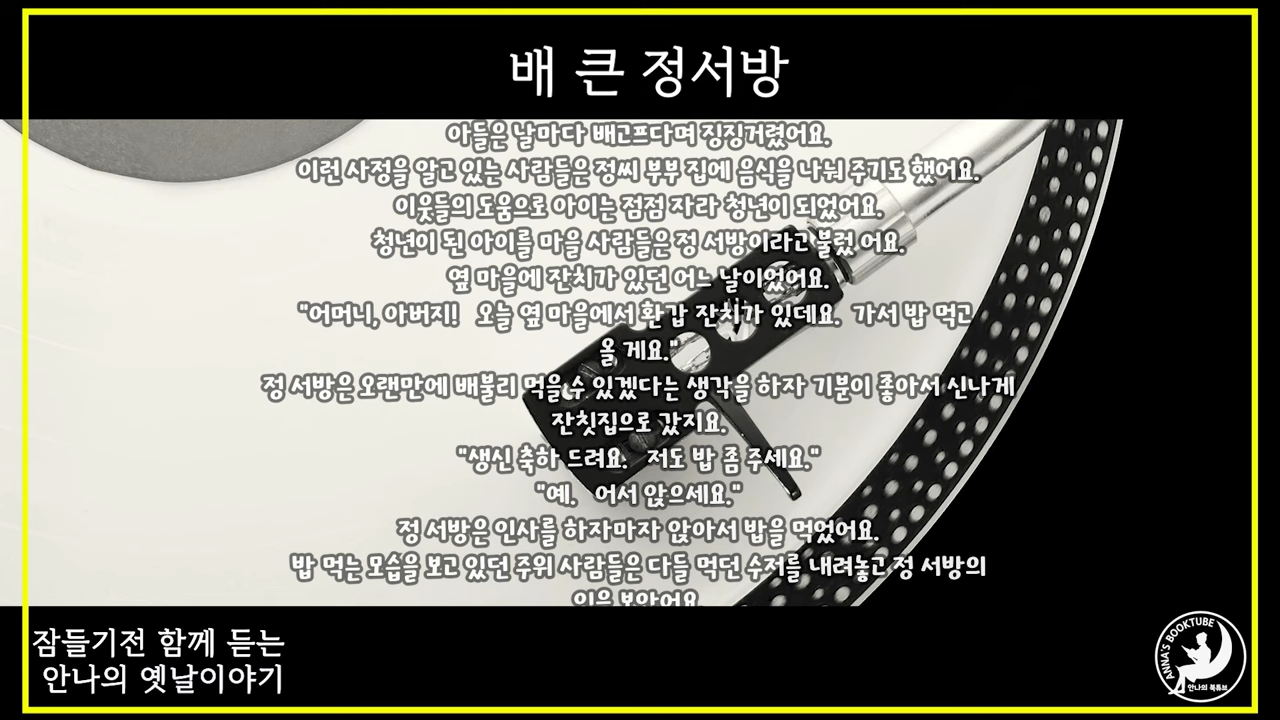 배 큰 정서방
아들은 날마다 배고프다며 징징거렸어요.
이런 사정을 알고 있는 사람들은 정씨 부부 집에 음식을 나눠 주기도 했어요.
이웃들의 도움으로 아이는 점점 자라 청년이 되었어요.
청년이 된 아이를 마을 사람들은 정 서방이라고 불렀 어요.
옆 마을에 잔치가 있던 어느 날이었어요.
"어머니, 아버지! 오늘 옆 마을에서 환갑 잔치가 있데요. 가서 밥 먹고
올 게요."
정 서방은 오랜만에 배불리 먹을수 있겠다는 생각을 하자 기분이 좋아서 신나게
잔칫집으로 갔지요.
"생신 축하 드려요. 저도 밥 좀 주세요."
"예. 어서 앉으세요."
정 서방은 인사를 하자마자 앉아서 밥을 먹었어요.
밥 먹는 모습을 보고 있던 주위 사람들은 다들 먹던 수저를 내려놓고 정 서방의
입을 보았어요.
잠들기전 함께 듣는
안나의 옛날이야기
ANNA'S BOOKTUBE
안나의 북튜브